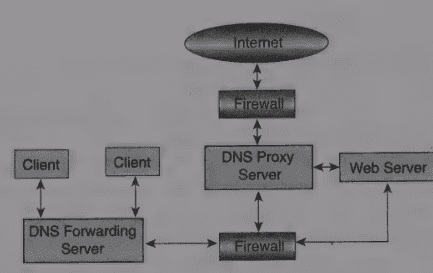 Internet
Firewall
Client
Client
DNS Proxy
Server
Web Server
DNS Forwarding
Server
Firewall